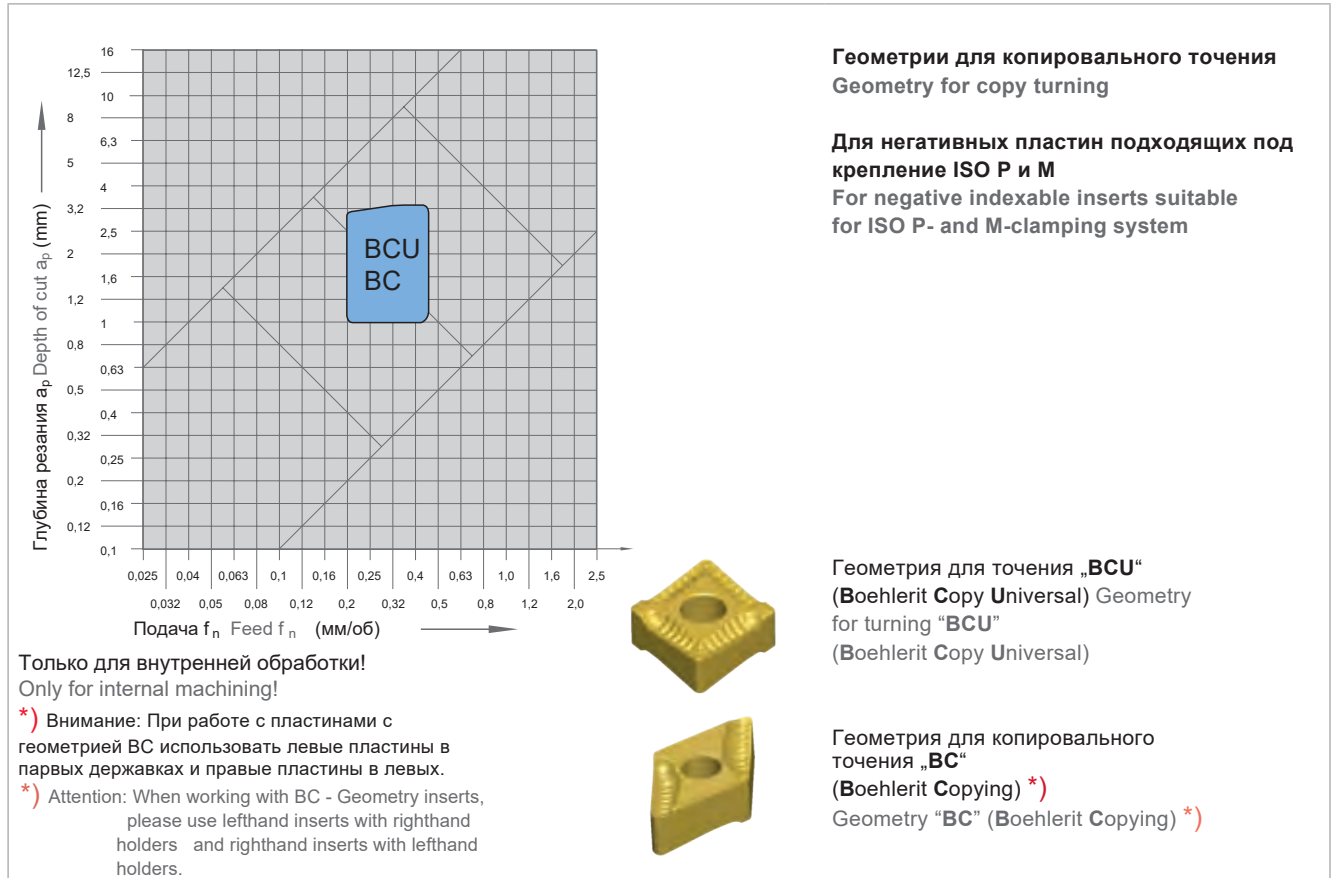 16
12,5
10
8
6,3
5
4
3,2
2,5
2
1,6
1,2
1
0,8
0,63
0,5
0,4
0,32
0,25
0,2
0,16
0,12
0,1
Глубина резания ap Depth of cut ap (mm)
BCU
BC
0,025 0,04 0,063 0,1 0,16 0,25 0,4 0,63 1,0 1,6 2,5
0,032 0,05 0,08 0,12 0,2 0,32 0,5 0,8 1,2 2,0
Подача f n Feed f n (мм/об)
Только для внутренней обработки!
Only for internal machining!
*) Внимание: При работе с пластинами с
геометрией BC использовать левые пластины в
парвых державках и правые пластины в левых.
*) Attention: When working with BC - Geometry inserts,
please use lefthand inserts with righthand
holders and righthand inserts with lefthand
holders.
Геометрии для копировального точения
Geometry for copy turning
Для негативных пластин подходящих под
крепление ISO P и M
For negative indexable inserts suitable
for ISO P- and M-clamping system
Геометрия для точения „BCU“
(Boehlerit Copy Universal) Geometry
for turning “BCU”
(Boehlerit Copy Universal)
Геометрия для копировального
точения „BC“
(Boehlerit Copying) *)
Geometry “BC” (Boehlerit Copying) *)